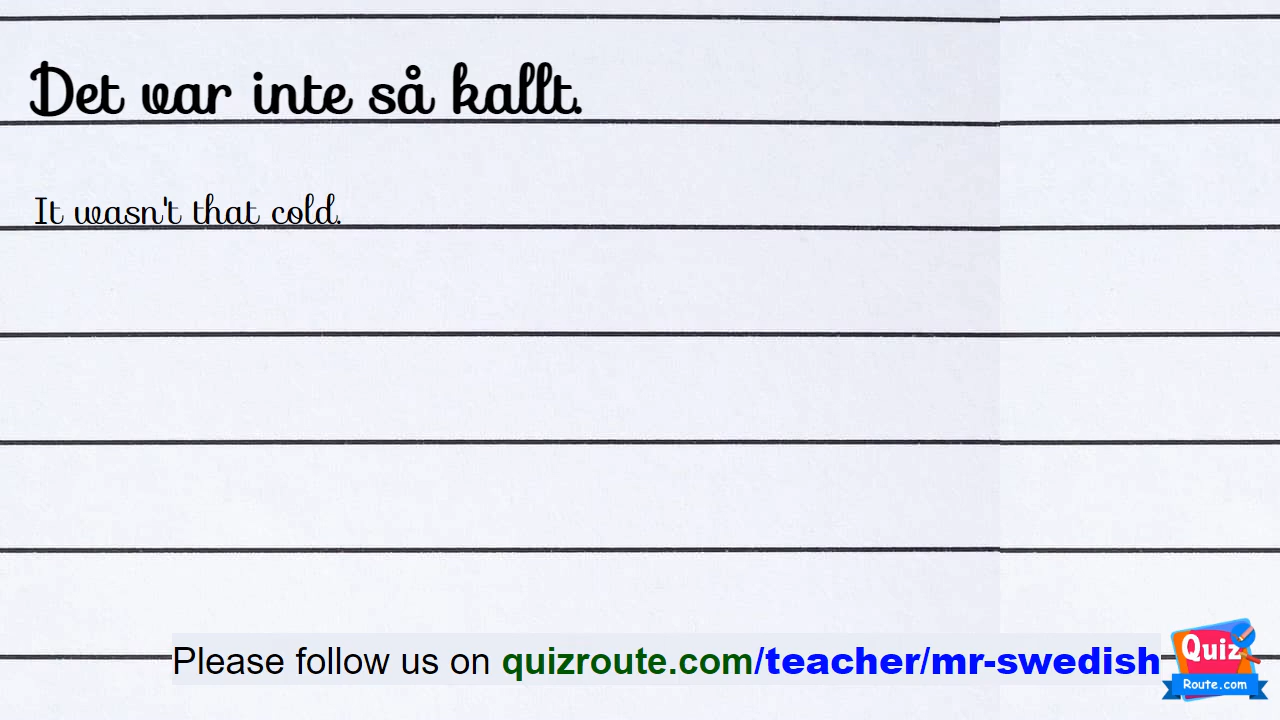 Det var inte så kallt.
It wasn't that cold.
Please follow us on quizroute.com/teacher/mr-swedish
Quiz
Route.com